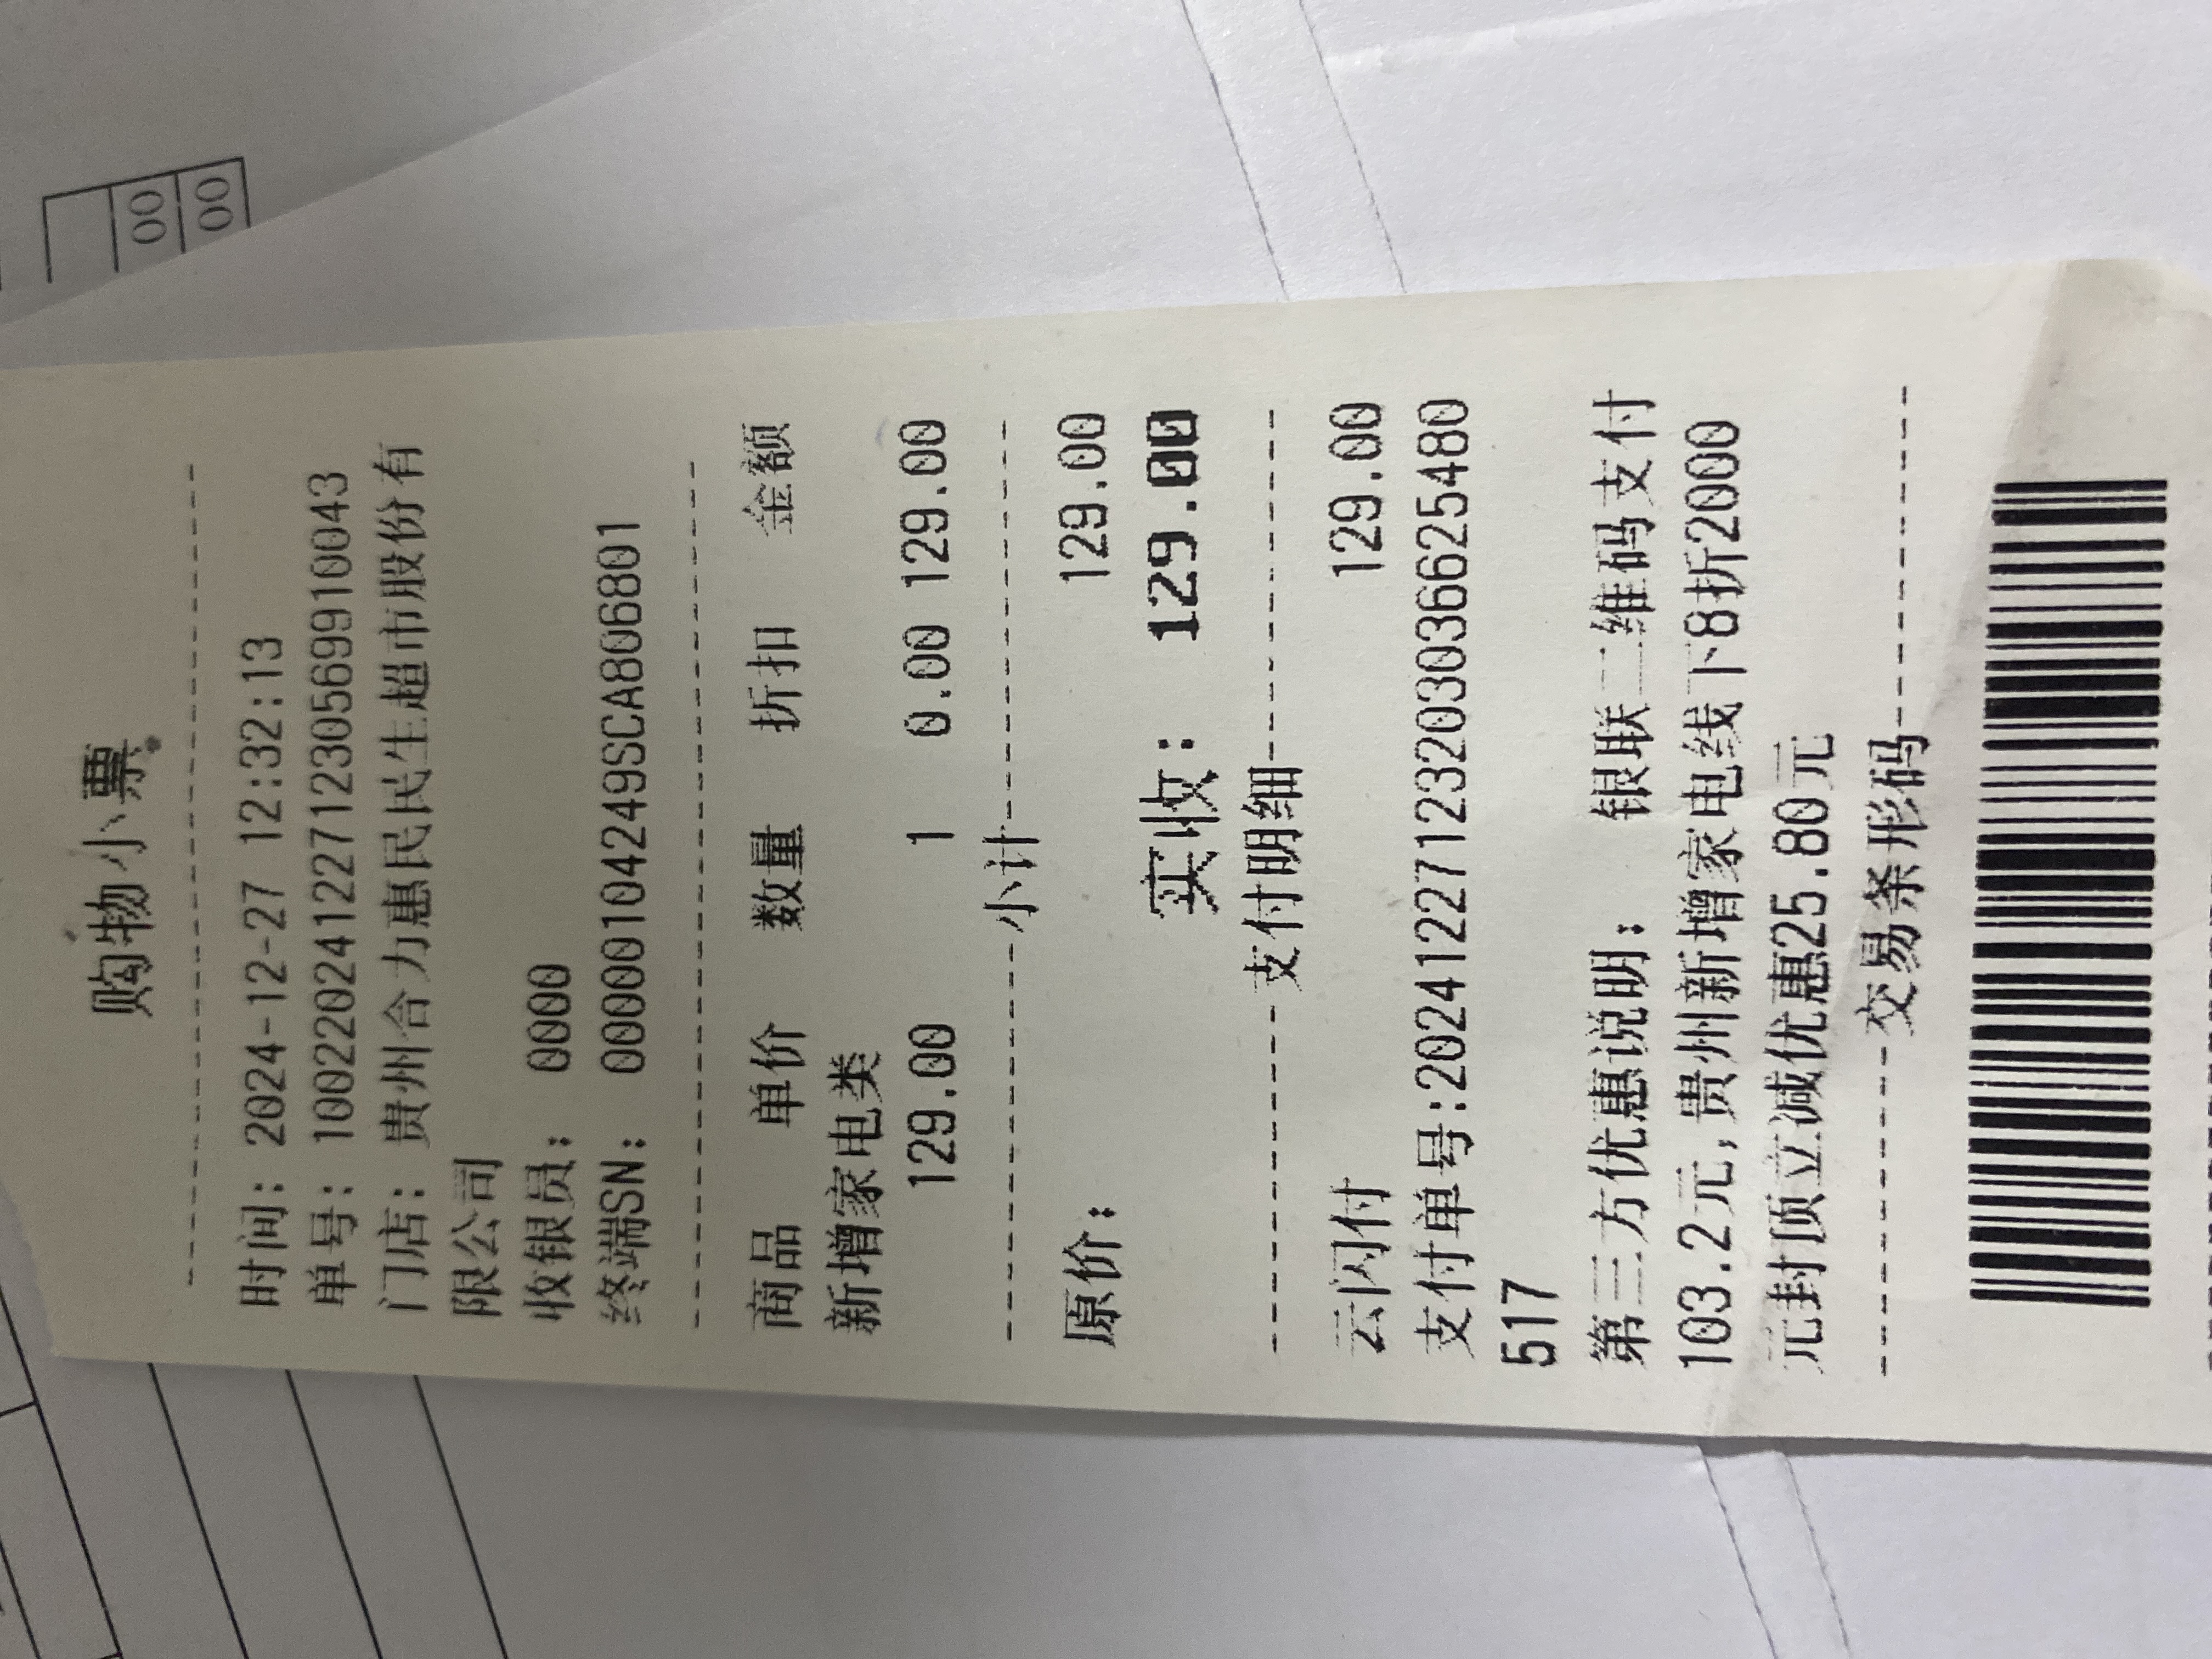 购物小票
时间: 2024-12-27 12:32:13
单号: 10022024122712305699100​43
门店: 贵州合力惠民民生超市股份有
限公司
收银员: 0000
终端SN: 00000104249SCA806801
商品 单价 数量 折扣 金额
新增家电类
129.00 1 0.00 129.00
小计
原价: 129.00
实收: 129.00
支付明细
云闪付 129.00
支付单号:20241227123203036625480
517
第三方优惠说明: 银联二维码支付
103.2元,贵州新增家电线下8折2000
元封顶立减优惠25.80元
交易条形码
00
00